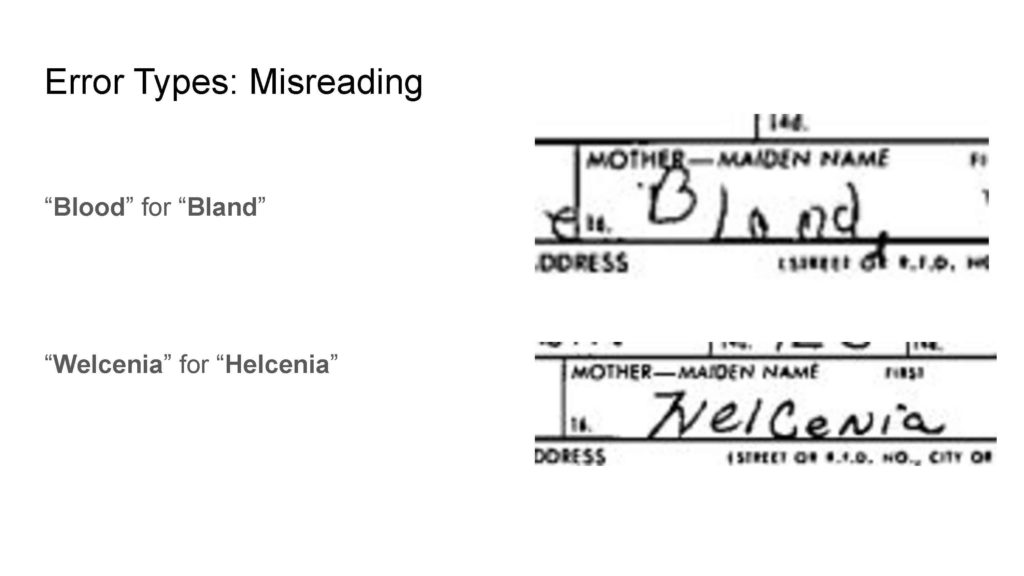 Error Types: Misreading
14d.
MOTHER—MAIDEN NAME
“Blood” for “Bland”
16. Bland
DDRESS (STREET OR R.F.D. NO
“Welcenia” for “Helcenia”
MOTHER—MAIDEN NAME FIRST
16. Helcenia
DDRESS (STREET OR R.F.D. NO., CITY OR